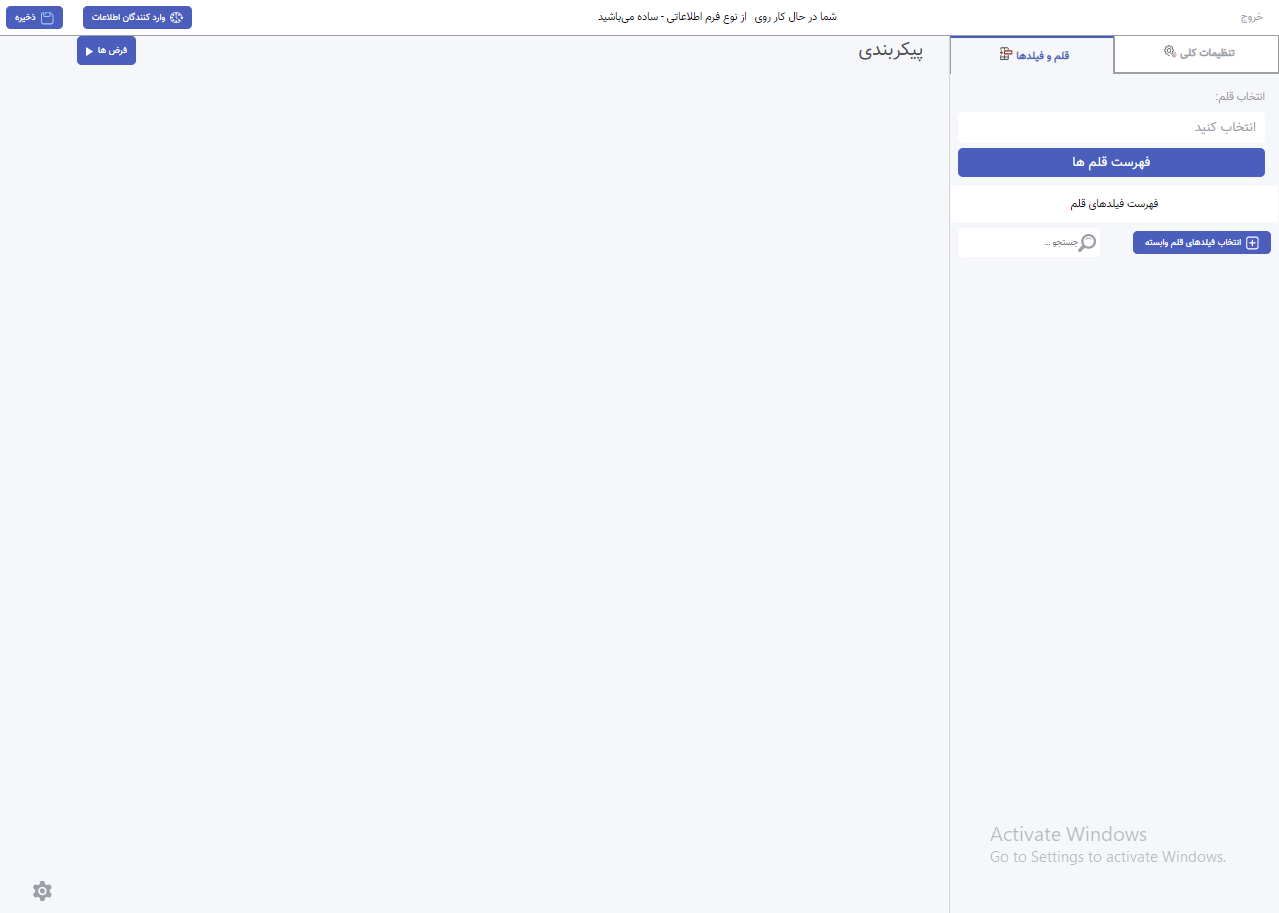 خروج
شما در حال کار روی از نوع فرم اطلاعاتی - ساده می‌باشید
وارد کنندگان اطلاعات
ذخیره
تنظیمات کلی
قلم و فیلدها
پیکربندی
فرض ها
انتخاب قلم:
انتخاب کنید
فهرست قلم ها
فهرست فیلدهای قلم
انتخاب فیلدهای قلم وابسته
جستجو ...
Activate Windows
Go to Settings to activate Windows.